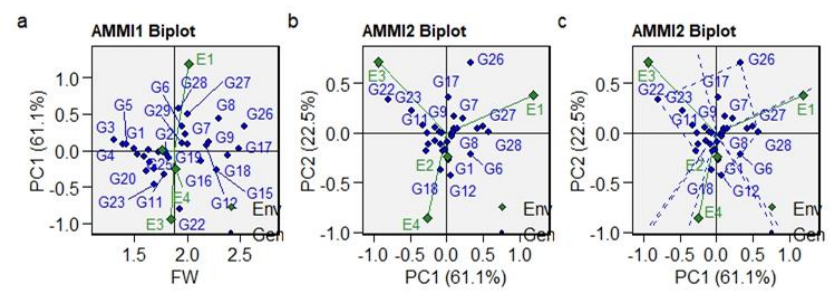 a
AMMI1 Biplot
PC1 (61.1%)
1.0
0.5
0.0
-0.5
-1.0
E1
G6
G28
G27
G5
G29
G8
G26
G3
G1
G2
G7
G9
G17
G4
G25
G19
G18
G20
G16
G15
G23
G11
E4
G12
E3
G22
Env
Gen
1.5
2.0
2.5
FW
b
AMMI2 Biplot
PC2 (22.5%)
0.5
0.0
-0.5
-1.0
E3
G26
G17
G22
G23
G9
G7
E1
G11
G27
G28
G8
E2
G1
G6
G18
G12
E4
Env
Gen
-1.0
-0.5
0.0
0.5
1.0
PC1 (61.1%)
c
AMMI2 Biplot
PC2 (22.5%)
0.5
0.0
-0.5
-1.0
E3
G26
G17
G22
G23
G9
G7
E1
G11
G27
G28
G8
E2
G1
G6
G18
G12
E4
Env
Gen
-1.0
-0.5
0.0
0.5
1.0
PC1 (61.1%)